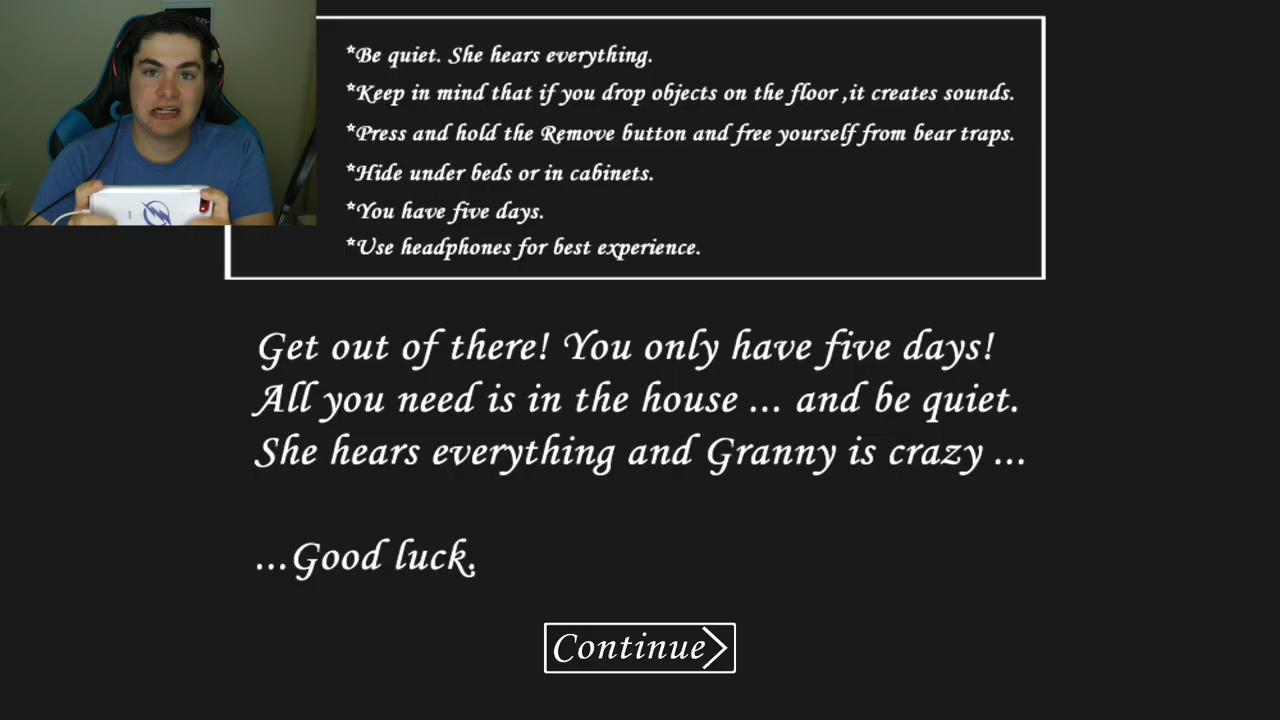 *Be quiet. She hears everything.
*Keep in mind that if you drop objects on the floor ,it creates sounds.
*Press and hold the Remove button and free yourself from bear traps.
*Hide under beds or in cabinets.
*You have five days.
*Use headphones for best experience.
Get out of there! You only have five days!
All you need is in the house ... and be quiet.
She hears everything and Granny is crazy ...
...Good luck.
Continue>